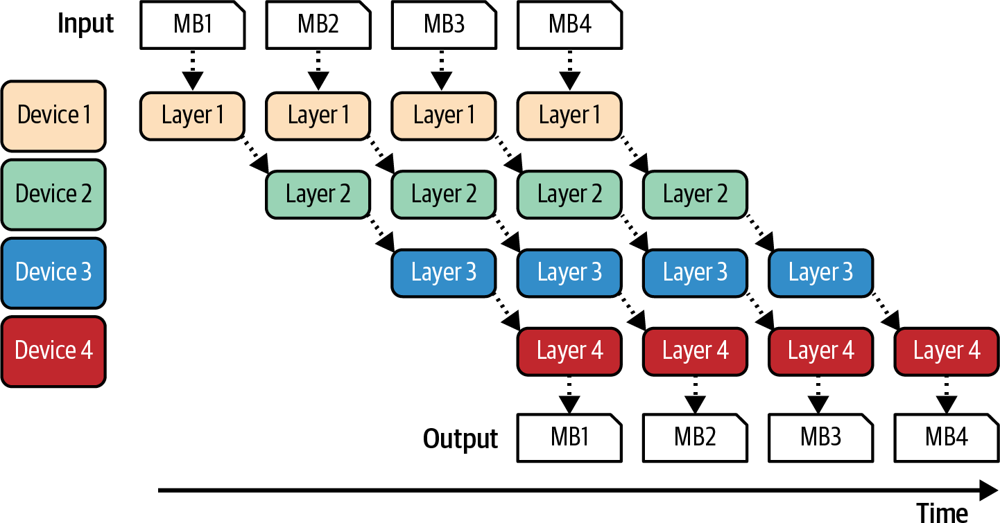 Input MB1 MB2 MB3 MB4
Device 1 Layer 1 Layer 1 Layer 1 Layer 1
Device 2 Layer 2 Layer 2 Layer 2 Layer 2
Device 3 Layer 3 Layer 3 Layer 3 Layer 3
Device 4 Layer 4 Layer 4 Layer 4 Layer 4
Output MB1 MB2 MB3 MB4
Time